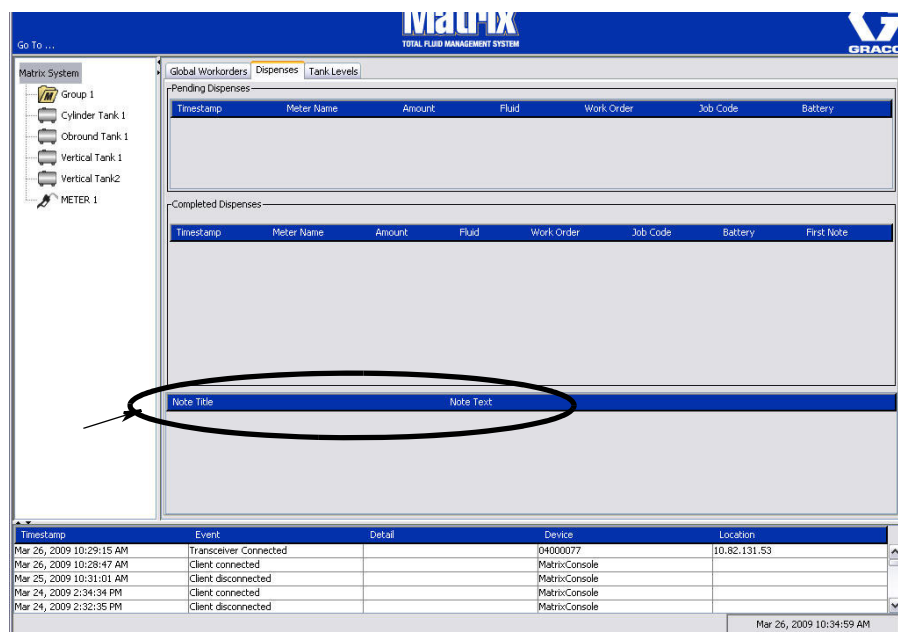 Matrix
TOTAL FLUID MANAGEMENT SYSTEM
Go To ...
GRACO
Matrix System
Group 1
Cylinder Tank 1
Obround Tank 1
Vertical Tank 1
Vertical Tank2
METER 1
Global Workorders Dispenses Tank Levels
Pending Dispenses
Timestamp Meter Name Amount Fluid Work Order Job Code Battery
Completed Dispenses
Timestamp Meter Name Amount Fluid Work Order Job Code Battery First Note
Note Title Note Text
Timestamp Event Detail Device Location
Mar 26, 2009 10:29:15 AM Transceiver Connected 04000077 10.82.131.53
Mar 26, 2009 10:28:47 AM Client connected MatrixConsole
Mar 25, 2009 10:31:01 AM Client disconnected MatrixConsole
Mar 24, 2009 2:34:34 PM Client connected MatrixConsole
Mar 24, 2009 2:32:35 PM Client disconnected MatrixConsole
Mar 26, 2009 10:34:59 AM